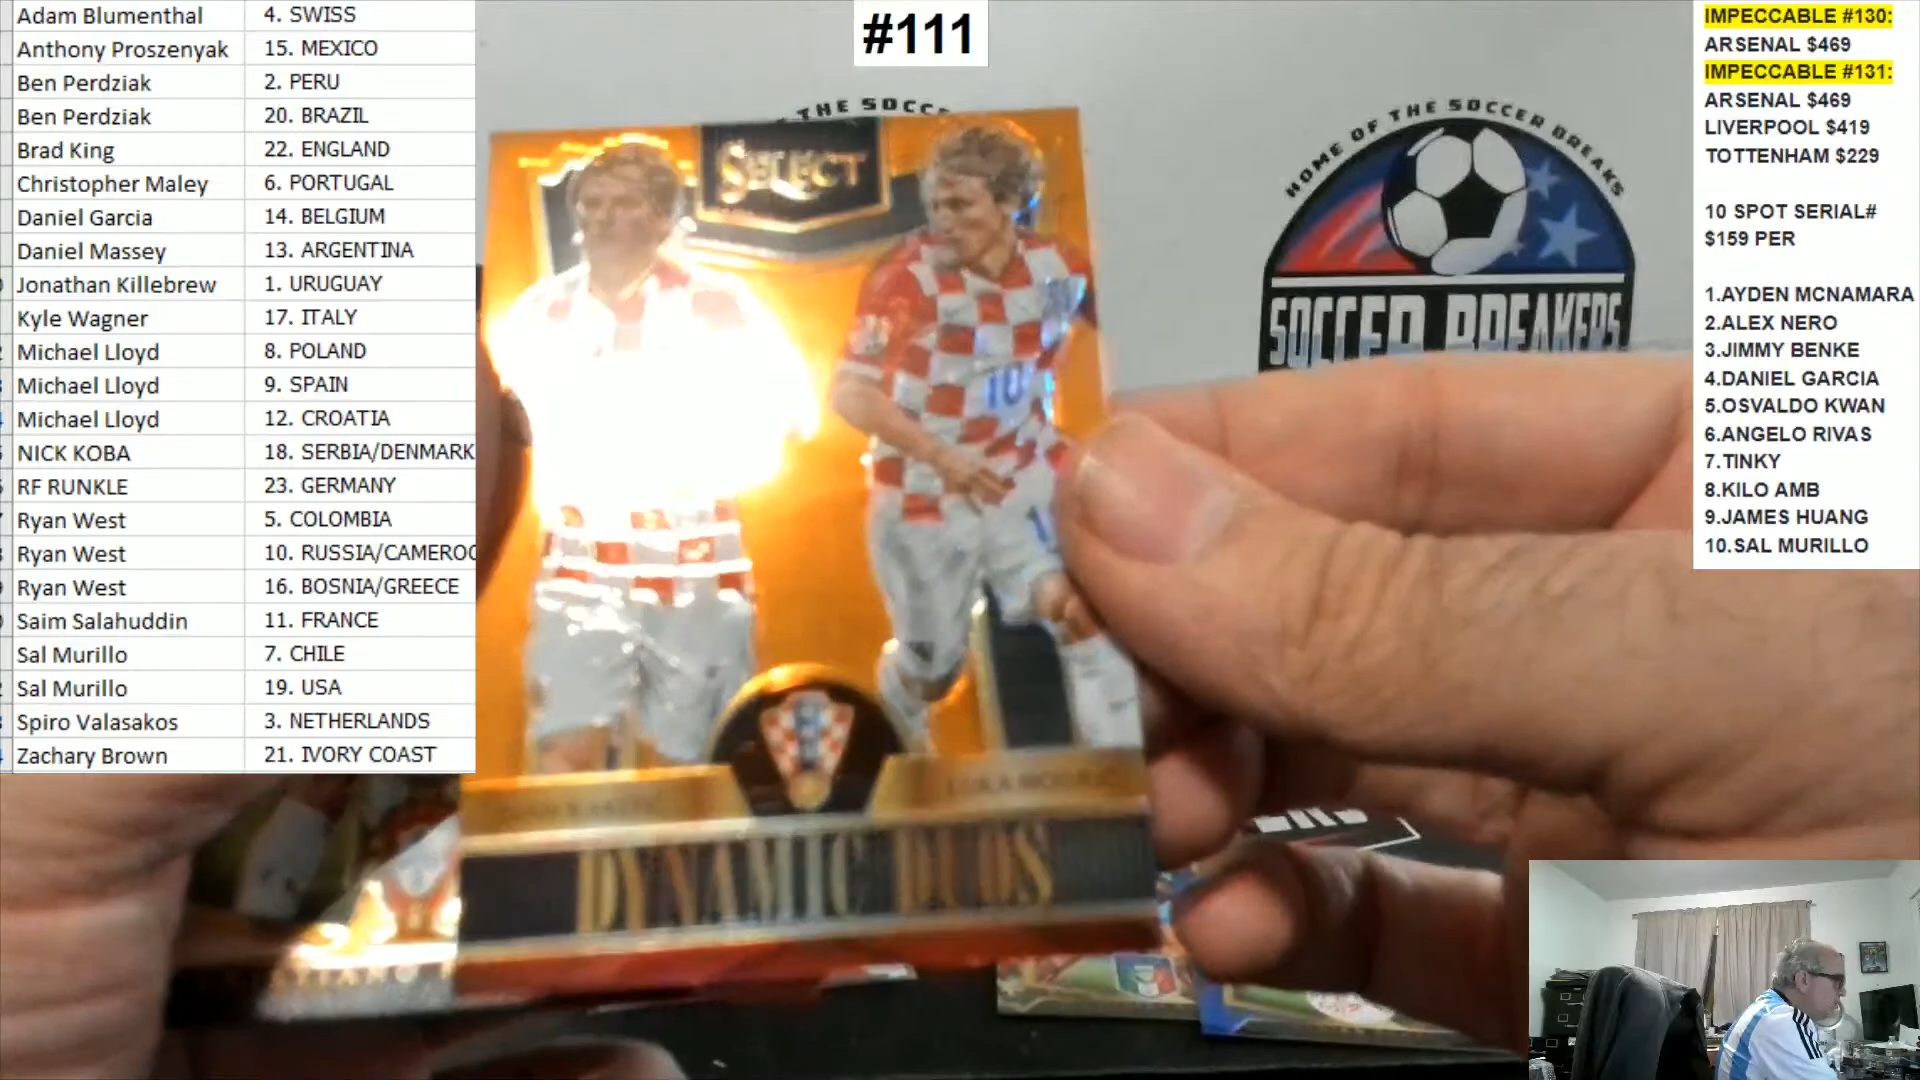 Adam Blumenthal 4. SWISS
Anthony Proszenyak 15. MEXICO
Ben Perdziak 2. PERU
Ben Perdziak 20. BRAZIL
Brad King 22. ENGLAND
Christopher Maley 6. PORTUGAL
Daniel Garcia 14. BELGIUM
Daniel Massey 13. ARGENTINA
Jonathan Killebrew 1. URUGUAY
Kyle Wagner 17. ITALY
Michael Lloyd 8. POLAND
Michael Lloyd 9. SPAIN
Michael Lloyd 12. CROATIA
NICK KOBA 18. SERBIA/DENMARK
RF RUNKLE 23. GERMANY
Ryan West 5. COLOMBIA
Ryan West 10. RUSSIA/CAMEROO
Ryan West 16. BOSNIA/GREECE
Saim Salahuddin 11. FRANCE
Sal Murillo 7. CHILE
Sal Murillo 19. USA
Spiro Valasakos 3. NETHERLANDS
Zachary Brown 21. IVORY COAST
#111
THE SOCC
SELECT
10
DYNAMIC DUOS
HOME OF THE SOCCER BREAKS
SOCCER BREAKERS
IMPECCABLE #130:
ARSENAL $469
IMPECCABLE #131:
ARSENAL $469
LIVERPOOL $419
TOTTENHAM $229
10 SPOT SERIAL#
$159 PER
1.AYDEN MCNAMARA
2.ALEX NERO
3.JIMMY BENKE
4.DANIEL GARCIA
5.OSVALDO KWAN
6.ANGELO RIVAS
7.TINKY
8.KILO AMB
9.JAMES HUANG
10.SAL MURILLO